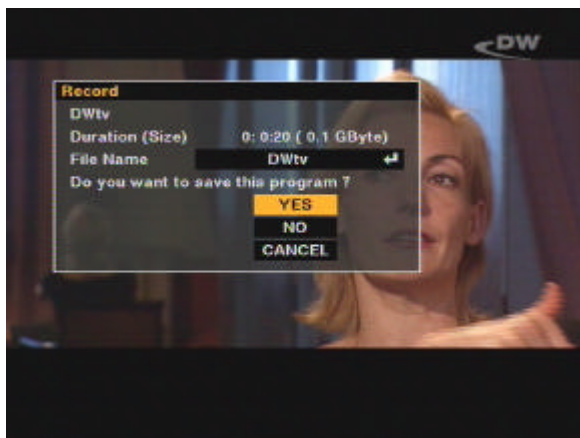 DW
Record
DWtv
Duration (Size) 0: 0:20 ( 0.1 GByte)
File Name DWtv
Do you want to save this program ?
YES
NO
CANCEL